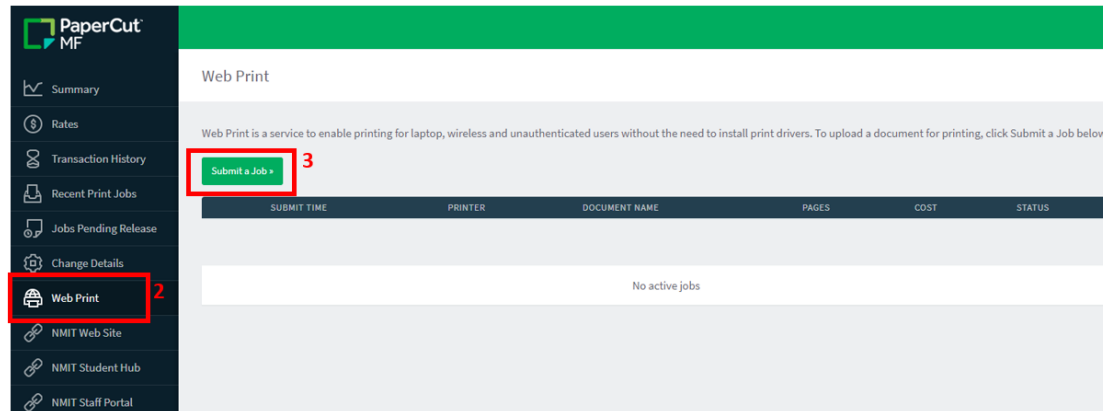 PaperCut
MF
Summary
Rates
Transaction History
Recent Print Jobs
Jobs Pending Release
Change Details
Web Print
2
NMIT Web Site
NMIT Student Hub
NMIT Staff Portal
Web Print
Web Print is a service to enable printing for laptop, wireless and unauthenticated users without the need to install print drivers. To upload a document for printing, click Submit a Job below
Submit a Job »
3
SUBMIT TIME PRINTER DOCUMENT NAME PAGES COST STATUS
No active jobs